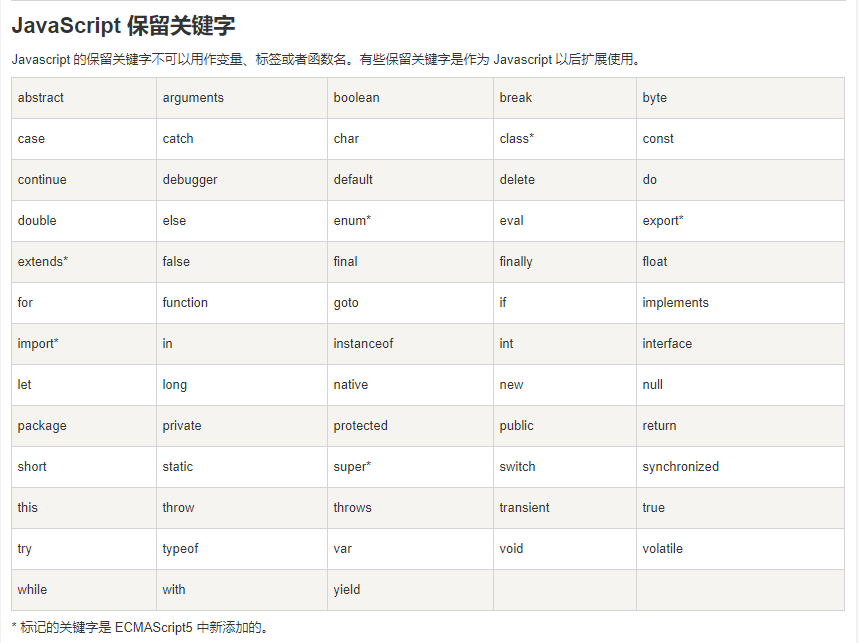 JavaScript 保留关键字
Javascript 的保留关键字不可以用作变量、标签或者函数名。有些保留关键字是作为 Javascript 以后扩展使用。
abstract arguments boolean break byte
case catch char class* const
continue debugger default delete do
double else enum* eval export*
extends* false final finally float
for function goto if implements
import* in instanceof int interface
let long native new null
package private protected public return
short static super* switch synchronized
this throw throws transient true
try typeof var void volatile
while with yield
* 标记的关键字是 ECMAScript5 中新添加的。